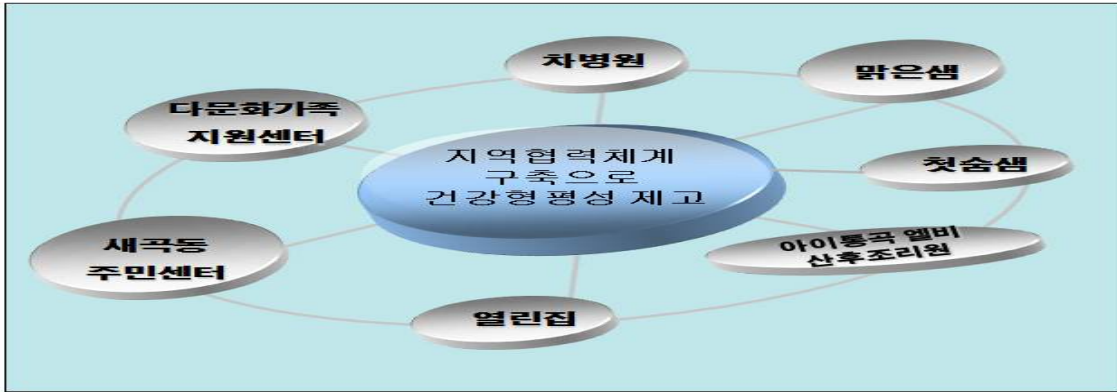 차병원
맑은샘
다문화가족
지원센터
지역협력체계
구축으로
건강형평성 제고
첫숨샘
새곡동
주민센터
아이통곡 엘비
산후조리원
열린집